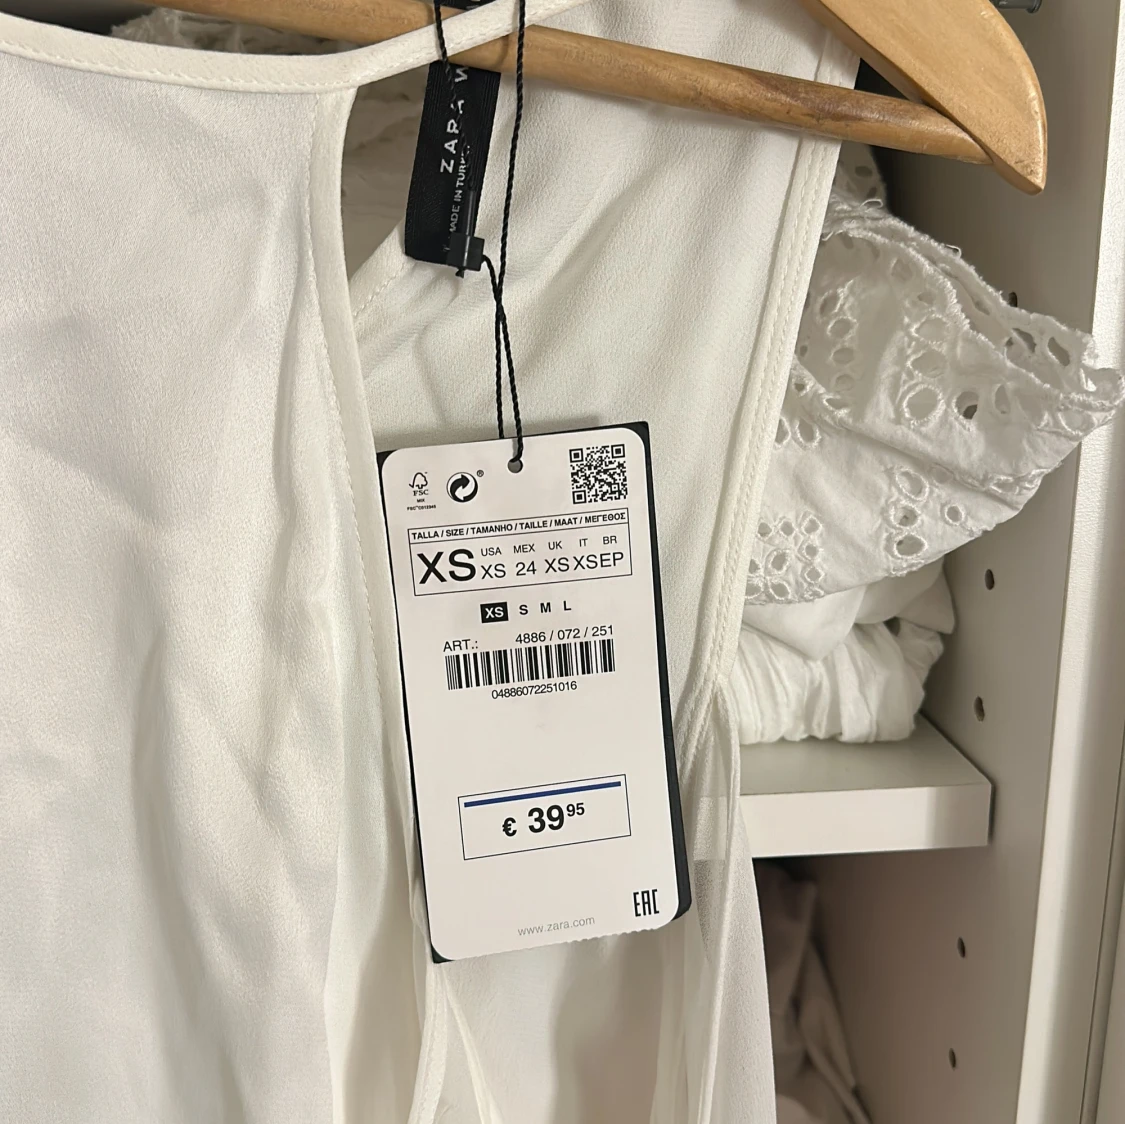 ZARA W
MADE IN TURKEY
FSC
MIX
®
TALLA / SIZE / TAMANHO / TAILLE / MAAT / ΜΕΓΕΘΟΣ
XS USA XS MEX 24 UK XS IT XS BR EP
XS S M L
ART.: 4886 / 072 / 251
04886072251016
€ 39 95
EAC
www.zara.com